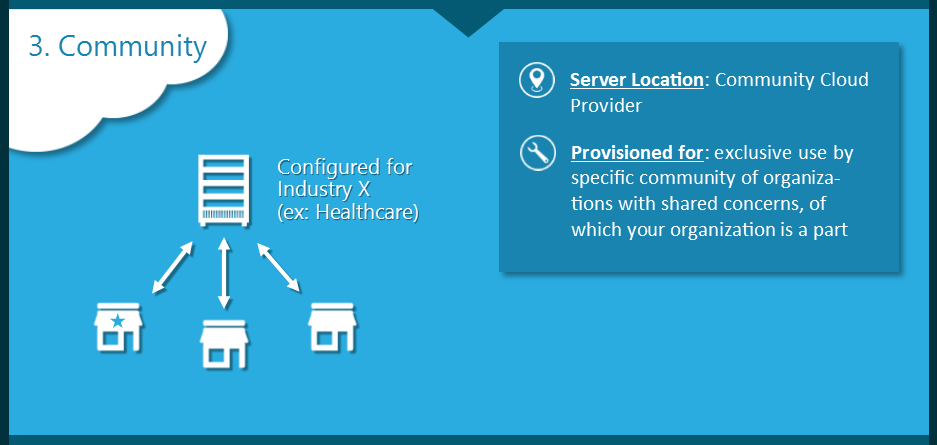 3. Community
Configured for
Industry X
(ex: Healthcare)
Server Location: Community Cloud
Provider
Provisioned for: exclusive use by
specific community of organiza-
tions with shared concerns, of
which your organization is a part